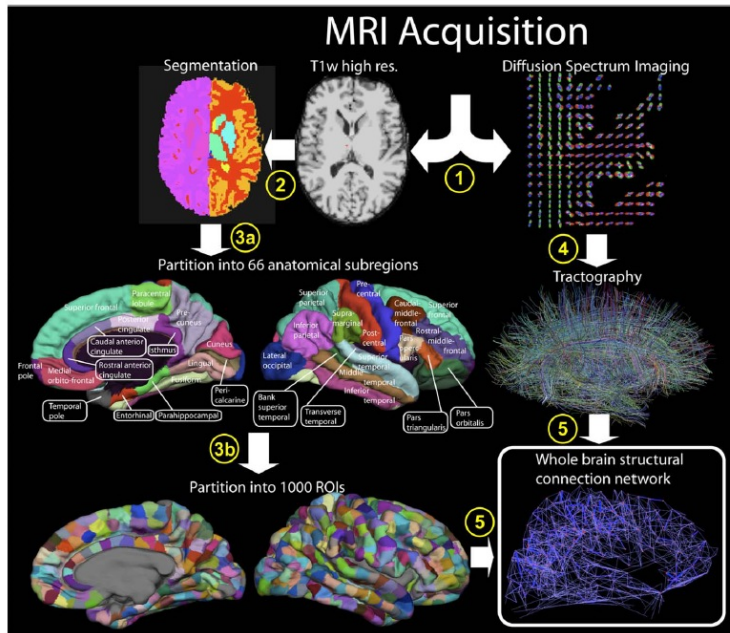 MRI Acquisition
Segmentation
T1w high res.
Diffusion Spectrum Imaging
1
2
3a
4
Partition into 66 anatomical subregions
Tractography
Superior frontal
Paracentral
lobule
Posterior
cingulate
Pre-
cuneus
Caudal anterior
cingulate
Isthmus
Cuneus
Frontal
pole
Medial
orbito-frontal
Rostral anterior
cingulate
Lingual
Fusiform
Peri-
calcarine
Temporal
pole
Entorhinal
Parahippocampal
Superior
parietal
Pre
central
Caudal
middle-
frontal
Superior
frontal
Inferior
parietal
Supra
marginal
Post-
central
Pars
opercularis
Rostral-
middle-
frontal
Lateral
occipital
Superior temporal
Middle
temporal
Inferior temporal
Bank
superior
temporal
Transverse
temporal
Pars
triangularis
Pars
orbitalis
3b
5
Partition into 1000 ROIs
5
Whole brain structural
connection network